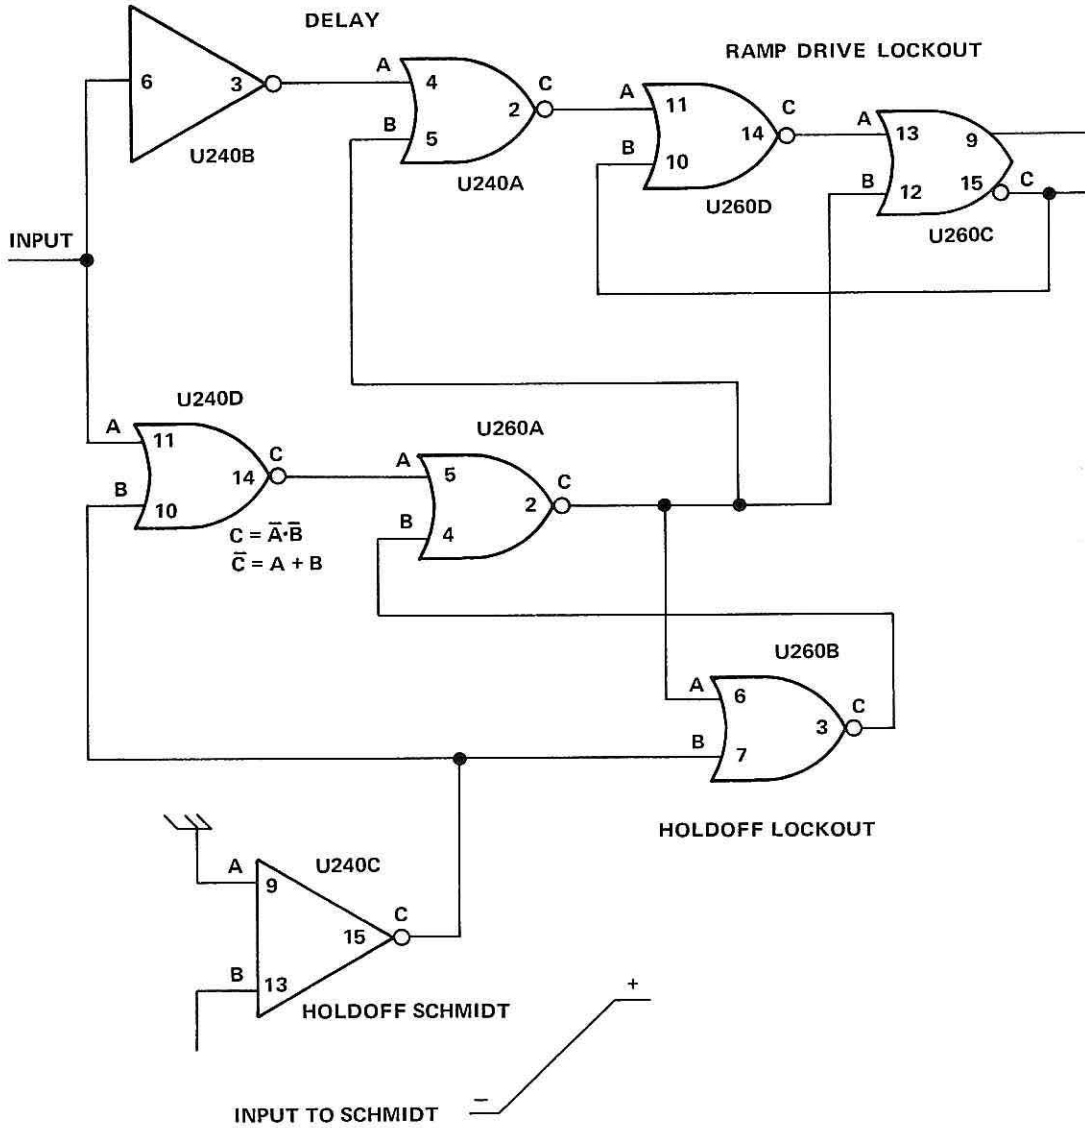 DELAY
RAMP DRIVE LOCKOUT
6
3
U240B
A
4
B
5
2
C
U240A
A
11
B
10
14
C
U260D
A
13
B
12
9
15
C
U260C
INPUT
U240D
A
11
B
10
14
C
C = A̅·B̅
C̅ = A + B
U260A
A
5
B
4
2
C
U260B
A
6
B
7
3
C
HOLDOFF LOCKOUT
U240C
A
9
B
13
15
C
HOLDOFF SCHMIDT
INPUT TO SCHMIDT
−
+